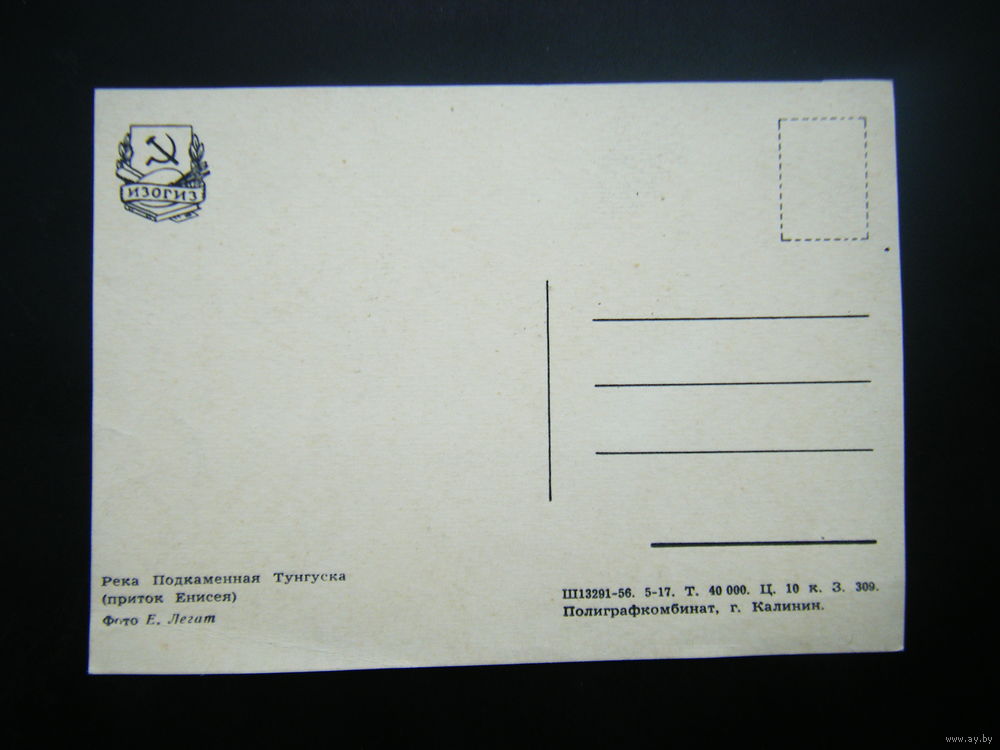 ИЗОГИЗ
Река Подкаменная Тунгуска
(приток Енисея)
Фото Е. Легат
Ш13291-56. 5-17. Т. 40 000. Ц. 10 к. З. 309.
Полиграфкомбинат, г. Калинин.
www.ay.by